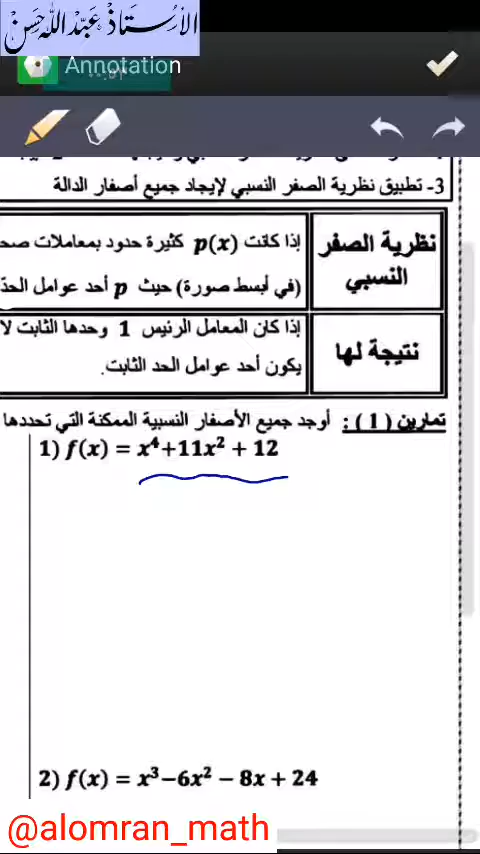 الأستاذ عبد الله حسن
Annotation
3- تطبيق نظرية الصفر النسبي لإيجاد جميع أصفار الدالة
نظرية الصفر النسبي
إذا كانت p(x) كثيرة حدود بمعاملات
(في أبسط صورة) حيث p أحد عوامل
نتيجة لها
إذا كان المعامل الرئيس 1 وحدها الثابت
يكون أحد عوامل الحد الثابت.
تمارين (1) : أوجد جميع الأصفار النسبية الممكنة التي تحددها
1) f(x) = x⁴+11x² + 12
2) f(x) = x³−6x² − 8x + 24
@alomran_math